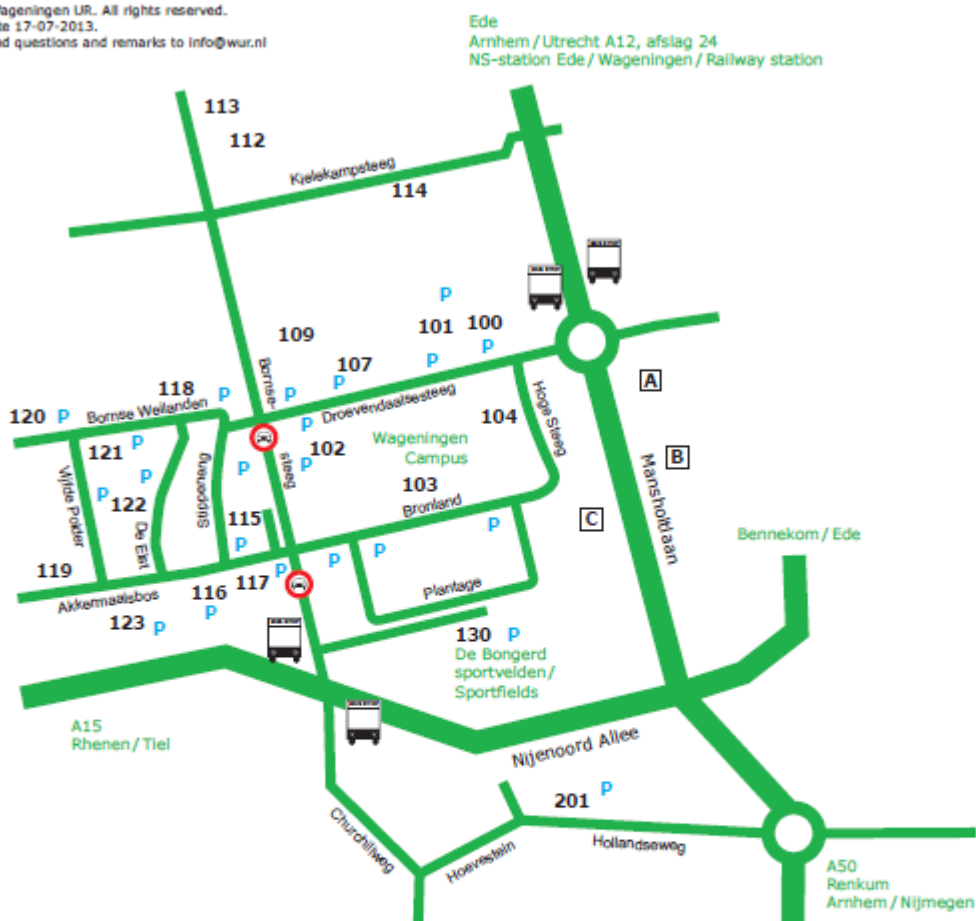 Wageningen UR. All rights reserved.
te 17-07-2013.
nd questions and remarks to info@wur.nl
Ede
Arnhem / Utrecht A12, afslag 24
NS-station Ede / Wageningen / Railway station
113
112
Kielekampsteeg
114
P
109
101
100
P
107
P
P
Bornse-
steeg
118
P
P
Droevendaalsesteeg
A
120 P
Bornse Weilanden
P
104
Hoge Steeg
121
P
102
Wageningen
Campus
B
P
P
P
Mansholtlaan
Wilde Polder
P
122
De Elst
Stippeneng
103
Bronland
115
P
P
C
Bennekom / Ede
119
P
P
P
117
Akkermaalsbos
116
P
Plantage
123 P
130 P
De Bongerd
sportvelden /
Sportfields
A15
Rhenen / Tiel
Nijenoord Allee
201 P
Churchillweg
Hoevestein
Hollandseweg
A50
Renkum
Arnhem / Nijmegen